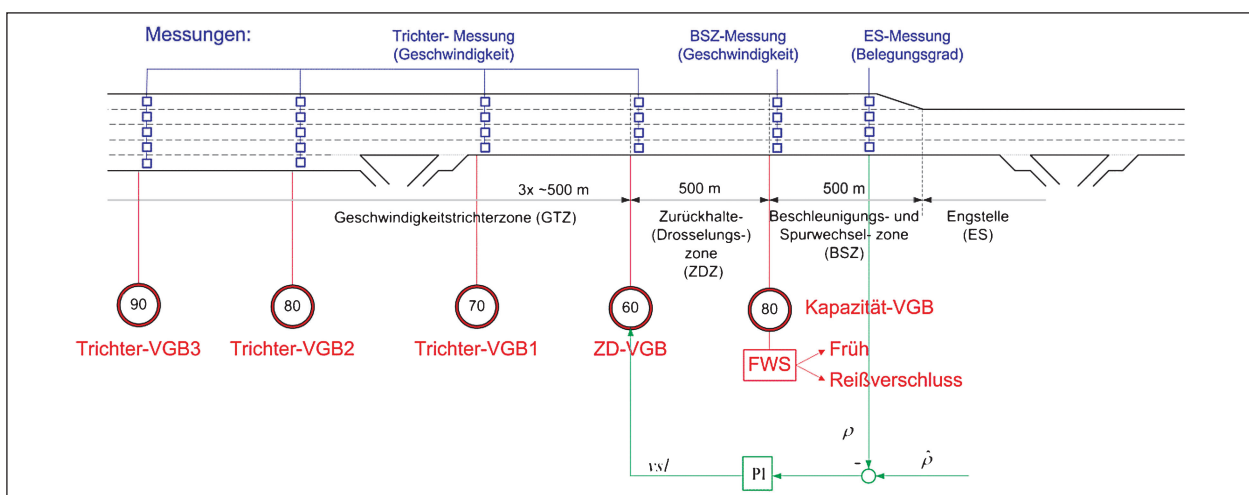 Messungen:
Trichter- Messung
(Geschwindigkeit)
BSZ-Messung
(Geschwindigkeit)
ES-Messung
(Belegungsgrad)
3x ~500 m
500 m
500 m
Geschwindigkeitstrichterzone (GTZ)
Zurückhalte-
(Drosselungs-)
zone
(ZDZ)
Beschleunigungs- und
Spurwechsel- zone
(BSZ)
Engstelle
(ES)
90
80
70
60
80
Kapazität-VGB
Trichter-VGB3
Trichter-VGB2
Trichter-VGB1
ZD-VGB
FWS
Früh
Reißverschluss
ρ
-
ρ̂
vsl
PI